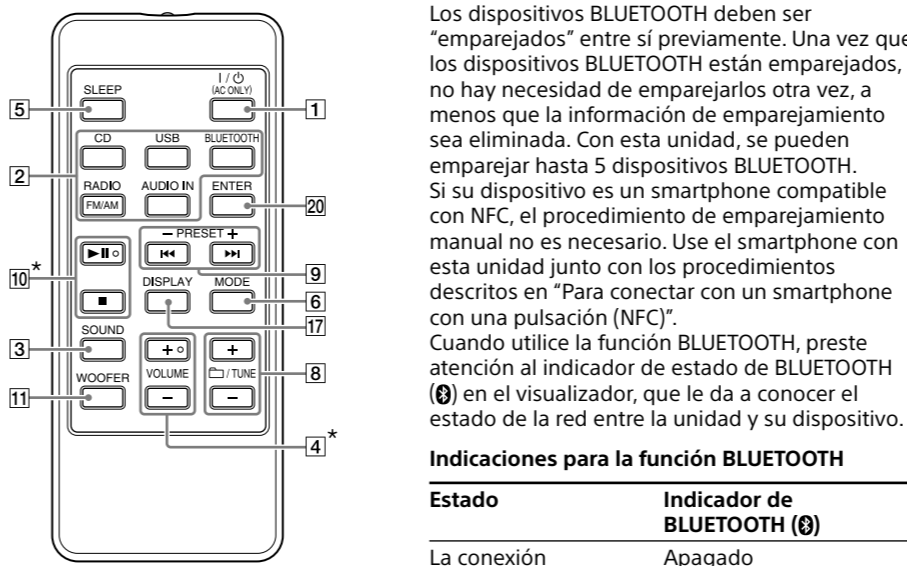 I / ⏻
SLEEP (AC ONLY)
5 1
CD USB BLUETOOTH
2
RADIO AUDIO IN ENTER
FM/AM 20
– PRESET +
10* 9
DISPLAY MODE
6
17
SOUND
3 + +
VOLUME / TUNE 8
WOOFER
11 – –
4*
Los dispositivos BLUETOOTH deben ser
“emparejados” entre sí previamente. Una vez que
los dispositivos BLUETOOTH están emparejados,
no hay necesidad de emparejarlos otra vez, a
menos que la información de emparejamiento
sea eliminada. Con esta unidad, se pueden
emparejar hasta 5 dispositivos BLUETOOTH.
Si su dispositivo es un smartphone compatible
con NFC, el procedimiento de emparejamiento
manual no es necesario. Use el smartphone con
esta unidad junto con los procedimientos
descritos en “Para conectar con un smartphone
con una pulsación (NFC)”.
Cuando utilice la función BLUETOOTH, preste
atención al indicador de estado de BLUETOOTH
() en el visualizador, que le da a conocer el
estado de la red entre la unidad y su dispositivo.
Indicaciones para la función BLUETOOTH
Estado Indicador de
BLUETOOTH ()
La conexión Apagado